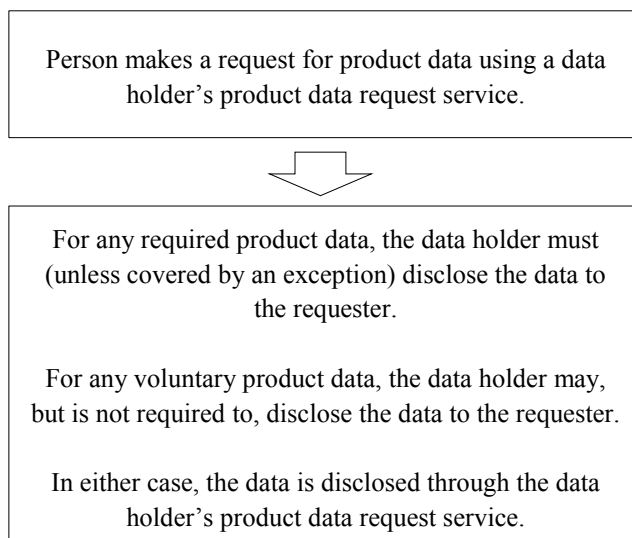 Person makes a request for product data using a data
holder’s product data request service.
For any required product data, the data holder must
(unless covered by an exception) disclose the data to
the requester.
For any voluntary product data, the data holder may,
but is not required to, disclose the data to the requester.
In either case, the data is disclosed through the data
holder’s product data request service.